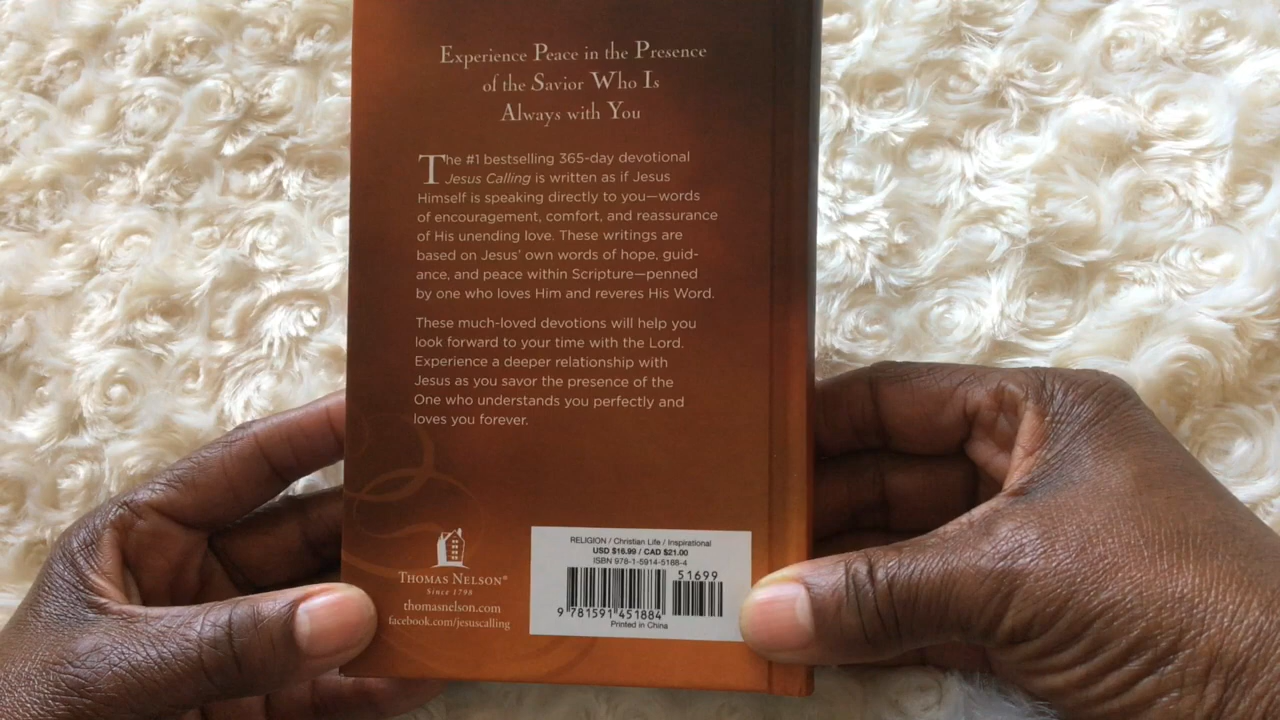 Experience Peace in the Presence
of the Savior Who Is
Always with You
The #1 bestselling 365-day devotional
Jesus Calling is written as if Jesus
Himself is speaking directly to you—words
of encouragement, comfort, and reassurance
of His unending love. These writings are
based on Jesus' own words of hope, guid-
ance, and peace within Scripture—penned
by one who loves Him and reveres His Word.
These much-loved devotions will help you
look forward to your time with the Lord.
Experience a deeper relationship with
Jesus as you savor the presence of the
One who understands you perfectly and
loves you forever.
THOMAS NELSON®
Since 1798
thomasnelson.com
facebook.com/jesuscalling
RELIGION / Christian Life / Inspirational
USD $16.99 / CAD $21.00
ISBN 978-1-5914-5188-4
51699
9 781591 451884
Printed in China